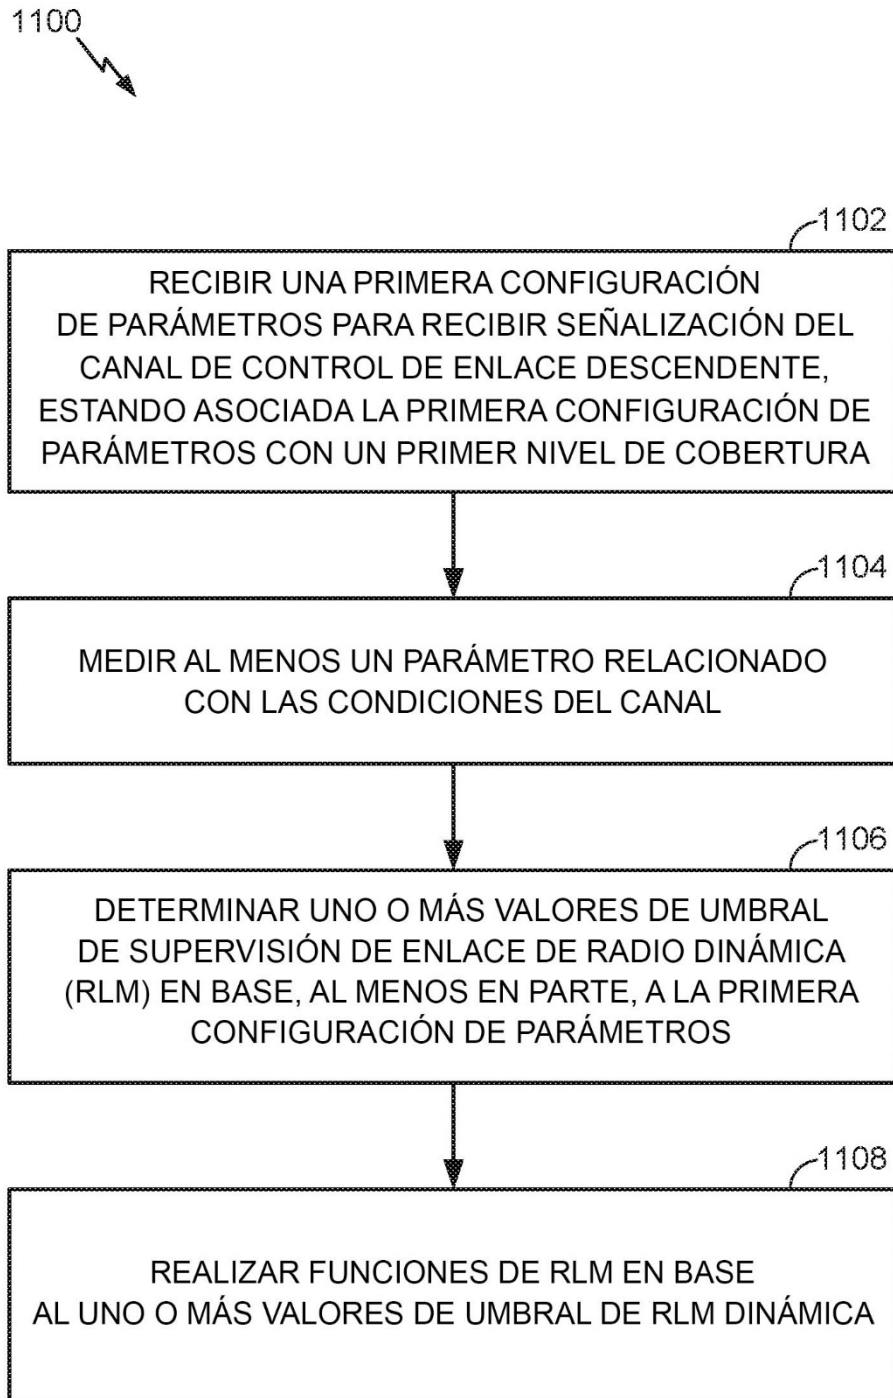 1100
1102
RECIBIR UNA PRIMERA CONFIGURACIÓN
DE PARÁMETROS PARA RECIBIR SEÑALIZACIÓN DEL
CANAL DE CONTROL DE ENLACE DESCENDENTE,
ESTANDO ASOCIADA LA PRIMERA CONFIGURACIÓN DE
PARÁMETROS CON UN PRIMER NIVEL DE COBERTURA
1104
MEDIR AL MENOS UN PARÁMETRO RELACIONADO
CON LAS CONDICIONES DEL CANAL
1106
DETERMINAR UNO O MÁS VALORES DE UMBRAL
DE SUPERVISIÓN DE ENLACE DE RADIO DINÁMICA
(RLM) EN BASE, AL MENOS EN PARTE, A LA PRIMERA
CONFIGURACIÓN DE PARÁMETROS
1108
REALIZAR FUNCIONES DE RLM EN BASE
AL UNO O MÁS VALORES DE UMBRAL DE RLM DINÁMICA